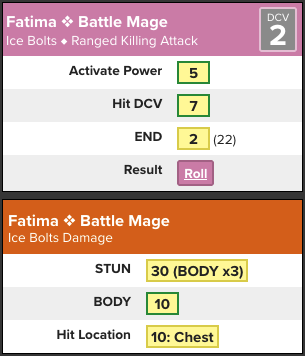 Fatima ❖ Battle Mage
Ice Bolts ◆ Ranged Killing Attack
DCV
2
Activate Power 5
Hit DCV 7
END 2 (22)
Result Roll
Fatima ❖ Battle Mage
Ice Bolts Damage
STUN 30 (BODY x3)
BODY 10
Hit Location 10: Chest